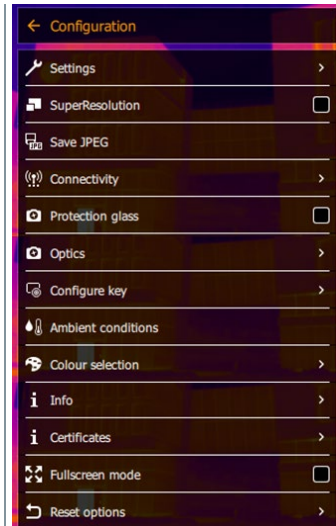 Configuration
Settings
SuperResolution
JPG Save JPEG
Connectivity
Protection glass
Optics
Configure key
Ambient conditions
Colour selection
Info
Certificates
Fullscreen mode
Reset options